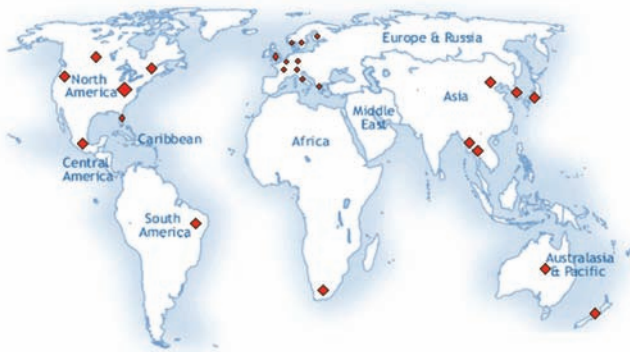 Europe & Russia
North
America
Asia
Middle
East
Caribbean
Africa
Central
America
South
America
Australasia
& Pacific